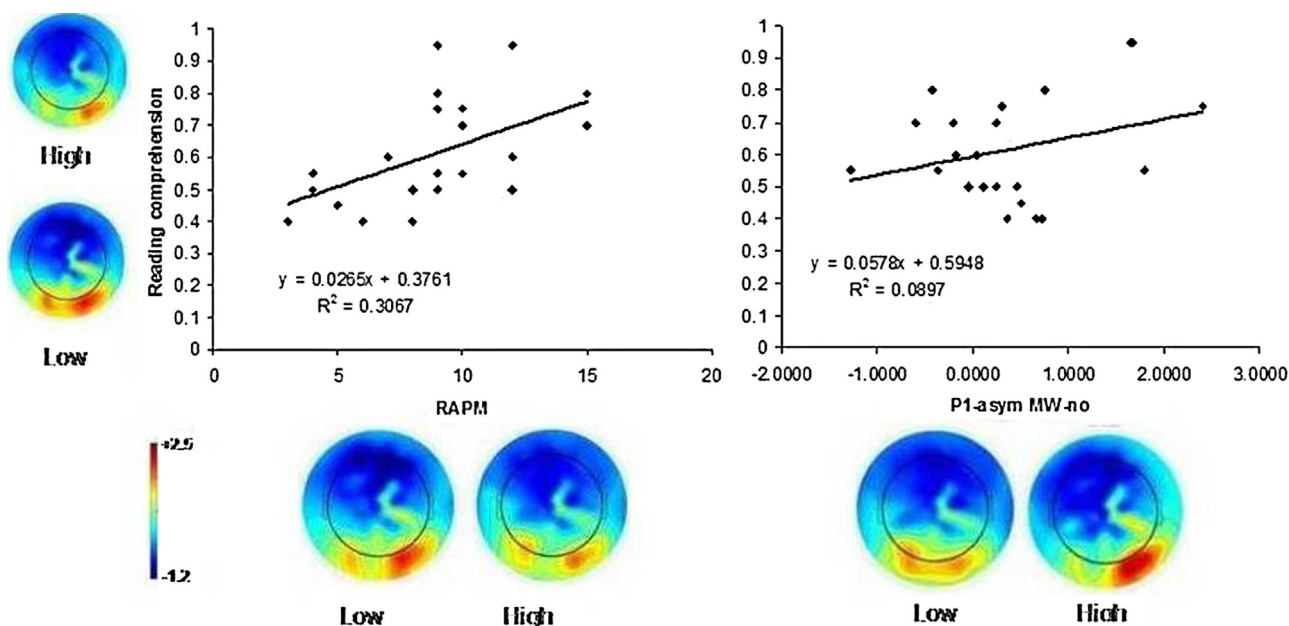 High
Low
Reading comprehension
1
0.9
0.8
0.7
0.6
0.5
0.4
0.3
0.2
0.1
0
0 5 10 15 20
RAPM
y = 0.0265x + 0.3761
R² = 0.3067
1
0.9
0.8
0.7
0.6
0.5
0.4
0.3
0.2
0.1
0
-2.0000 -1.0000 0.0000 1.0000 2.0000 3.0000
P1-asym MW-no
y = 0.0578x + 0.5948
R² = 0.0897
-1.2
Low High
Low High